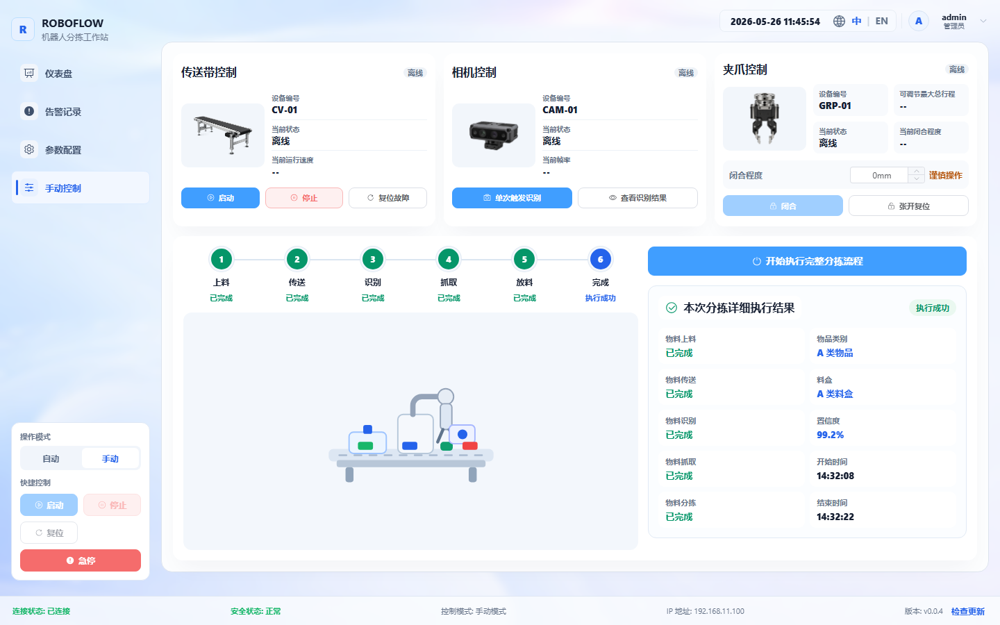 R
ROBOFLOW
机器人分拣工作站
仪表盘
告警记录
参数配置
手动控制
操作模式
自动
手动
快捷控制
启动
停止
复位
急停
2026-05-26 11:45:54
中 | EN
A
admin
管理员
传送带控制
离线
设备编号
CV-01
当前状态
离线
当前运行速度
--
启动
停止
复位故障
相机控制
离线
设备编号
CAM-01
当前状态
离线
当前帧率
--
单次触发识别
查看识别结果
夹爪控制
离线
设备编号
GRP-01
可调节最大总行程
--
当前状态
离线
当前闭合程度
--
闭合程度
0mm
谨慎操作
闭合
张开复位
1
上料
已完成
2
传送
已完成
3
识别
已完成
4
抓取
已完成
5
放料
已完成
6
完成
执行成功
开始执行完整分拣流程
本次分拣详细执行结果
执行成功
物料上料
已完成
物品类别
A 类物品
物料传送
已完成
料盒
A 类料盒
物料识别
已完成
置信度
99.2%
物料抓取
已完成
开始时间
14:32:08
物料分拣
已完成
结束时间
14:32:22
连接状态: 已连接
安全状态: 正常
控制模式: 手动模式
IP 地址: 192.168.11.100
版本: v0.0.4
检查更新